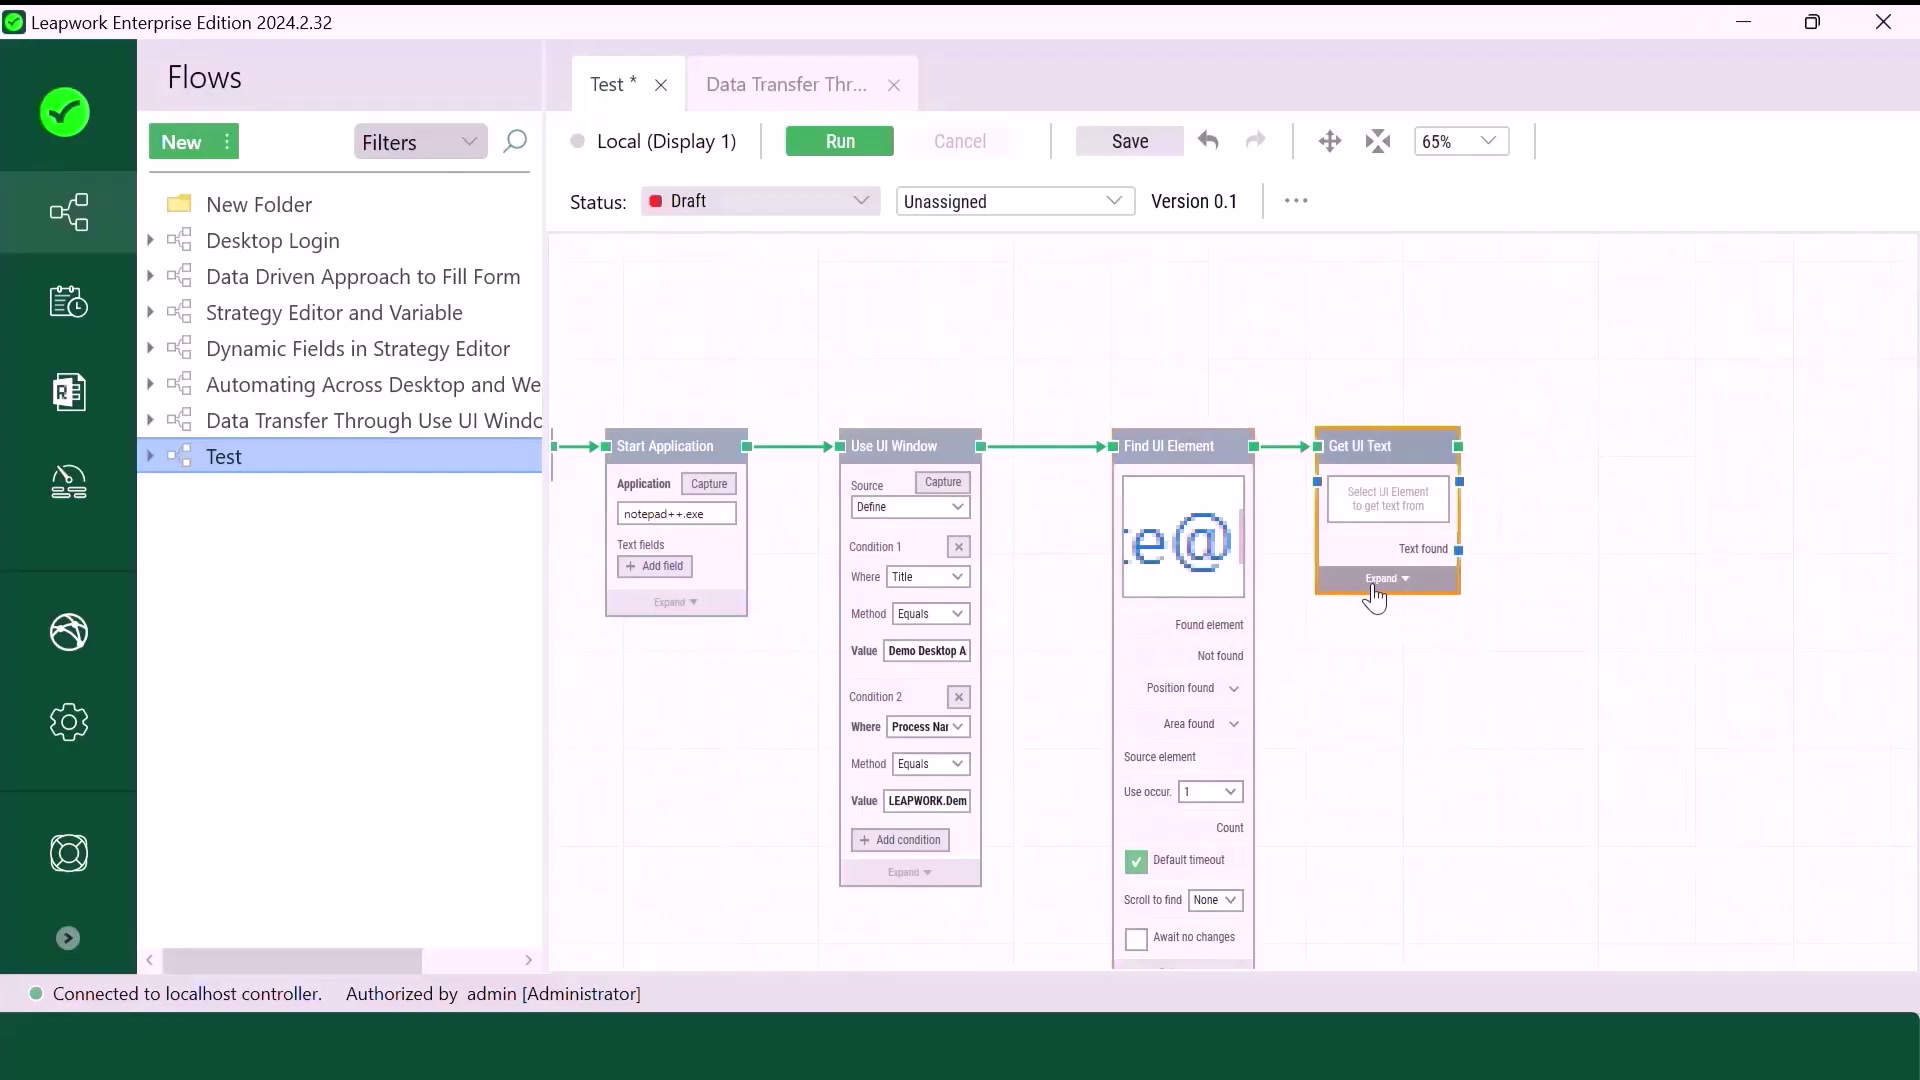 Leapwork Enterprise Edition 2024.2.32
Flows
Test *
Data Transfer Thr...
New
Filters
Local (Display 1)
Run
Cancel
Save
65%
Status:
Draft
Unassigned
Version 0.1
New Folder
Desktop Login
Data Driven Approach to Fill Form
Strategy Editor and Variable
Dynamic Fields in Strategy Editor
Automating Across Desktop and We
Data Transfer Through Use UI Windo
Test
Start Application
Application
Capture
notepad++.exe
Text fields
+ Add field
Expand
Use UI Window
Source
Capture
Define
Condition 1
Where
Title
Method
Equals
Value
Demo Desktop A
Condition 2
Where
Process Nar
Method
Equals
Value
LEAPWORK.Dem
+ Add condition
Expand
Find UI Element
te@
Found element
Not found
Position found
Area found
Source element
Use occur.
1
Count
Default timeout
Scroll to find
None
Await no changes
Get UI Text
Select UI Element
to get text from
Text found
Expand
Connected to localhost controller.
Authorized by admin [Administrator]